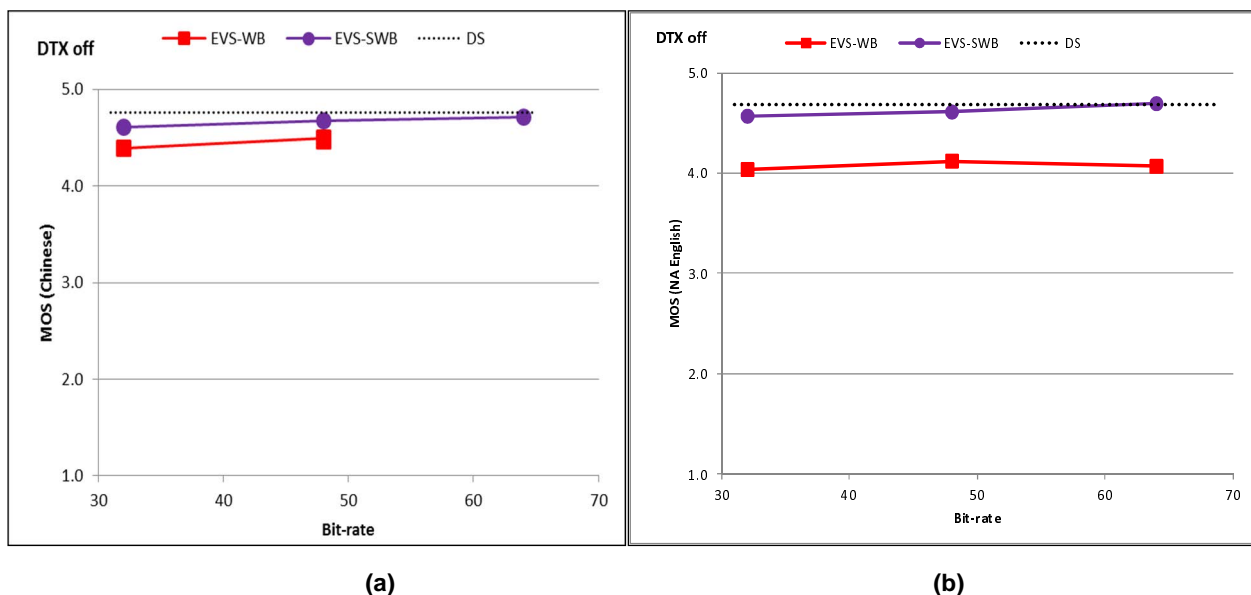 DTX off
EVS-WB EVS-SWB DS
5.0
4.0
3.0
2.0
1.0
MOS (Chinese)
30 40 50 60 70
Bit-rate
(a)
DTX off
EVS-WB EVS-SWB DS
5.0
4.0
3.0
2.0
1.0
MOS (NA English)
30 40 50 60 70
Bit-rate
(b)